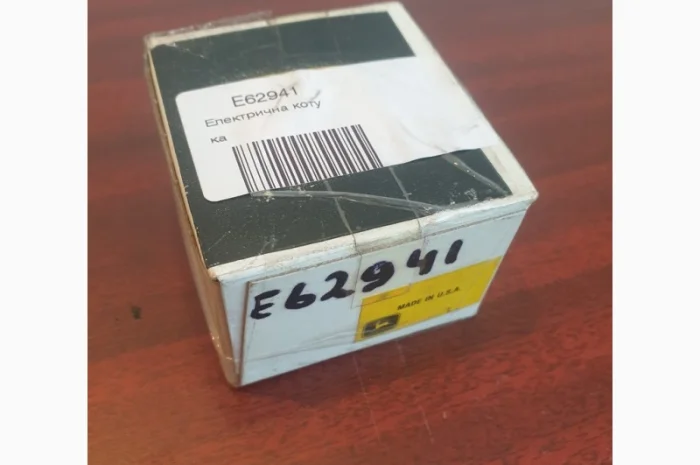 E62941
Електрична коту
ка
E62941
MADE IN U.S.A.